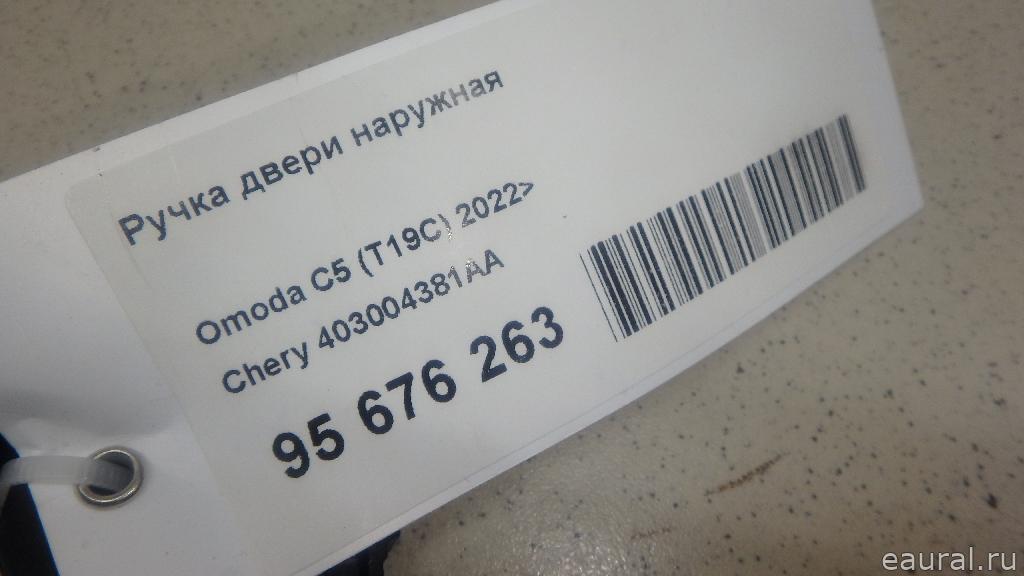 Ручка двери наружная
Omoda C5 (T19C) 2022>
Chery 403004381AA
95 676 263
eaural.ru